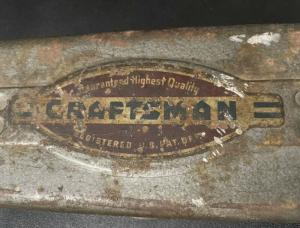 Guaranteed Highest Quality
CRAFTSMAN
REGISTERED U.S. PAT. OFF.